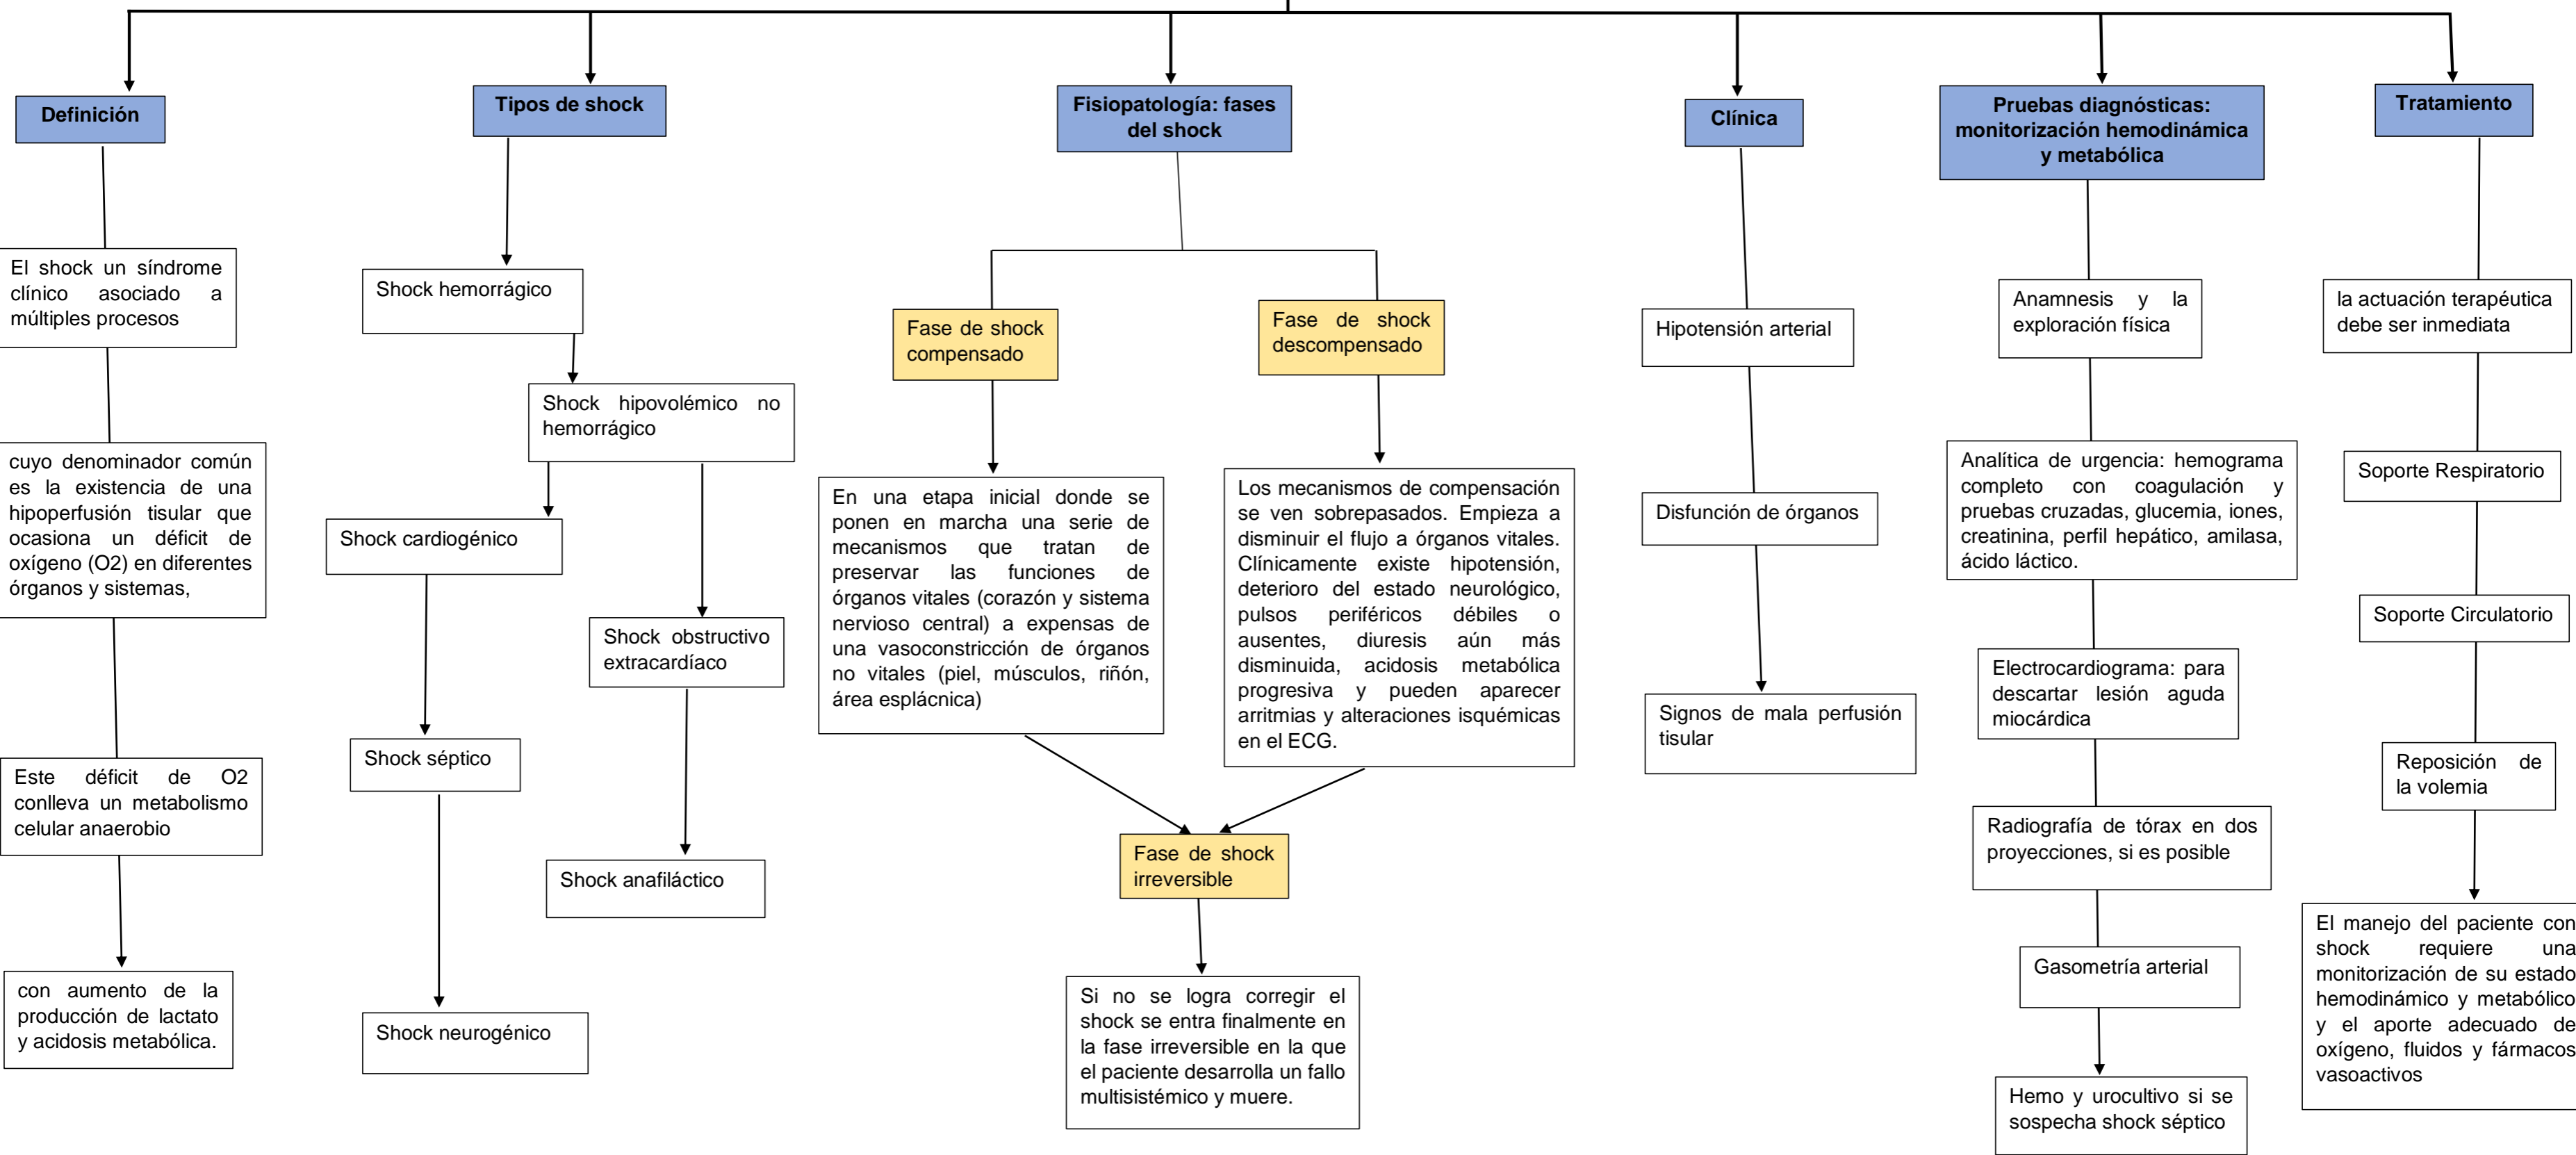 Definición
El shock un síndrome
clínico asociado a
múltiples procesos
cuyo denominador común
es la existencia de una
hipoperfusión tisular que
ocasiona un déficit de
oxígeno (O2) en diferentes
órganos y sistemas,
Este déficit de O2
conlleva un metabolismo
celular anaerobio
con aumento de la
producción de lactato
y acidosis metabólica.
Tipos de shock
Shock hemorrágico
Shock hipovolémico no
hemorrágico
Shock cardiogénico
Shock obstructivo
extracardíaco
Shock séptico
Shock anafiláctico
Shock neurogénico
Fisiopatología: fases
del shock
Fase de shock
compensado
En una etapa inicial donde se
ponen en marcha una serie de
mecanismos que tratan de
preservar las funciones de
órganos vitales (corazón y sistema
nervioso central) a expensas de
una vasoconstricción de órganos
no vitales (piel, músculos, riñón,
área esplácnica)
Fase de shock
descompensado
Los mecanismos de compensación
se ven sobrepasados. Empieza a
disminuir el flujo a órganos vitales.
Clínicamente existe hipotensión,
deterioro del estado neurológico,
pulsos periféricos débiles o
ausentes, diuresis aún más
disminuida, acidosis metabólica
progresiva y pueden aparecer
arritmias y alteraciones isquémicas
en el ECG.
Fase de shock
irreversible
Si no se logra corregir el
shock se entra finalmente en
la fase irreversible en la que
el paciente desarrolla un fallo
multisistémico y muere.
Clínica
Hipotensión arterial
Disfunción de órganos
Signos de mala perfusión
tisular
Pruebas diagnósticas:
monitorización hemodinámica
y metabólica
Anamnesis y la
exploración física
Analítica de urgencia: hemograma
completo con coagulación y
pruebas cruzadas, glucemia, iones,
creatinina, perfil hepático, amilasa,
ácido láctico.
Electrocardiograma: para
descartar lesión aguda
miocárdica
Radiografía de tórax en dos
proyecciones, si es posible
Gasometría arterial
Hemo y urocultivo si se
sospecha shock séptico
Tratamiento
la actuación terapéutica
debe ser inmediata
Soporte Respiratorio
Soporte Circulatorio
Reposición de
la volemia
El manejo del paciente con
shock requiere una
monitorización de su estado
hemodinámico y metabólico
y el aporte adecuado de
oxígeno, fluidos y fármacos
vasoactivos